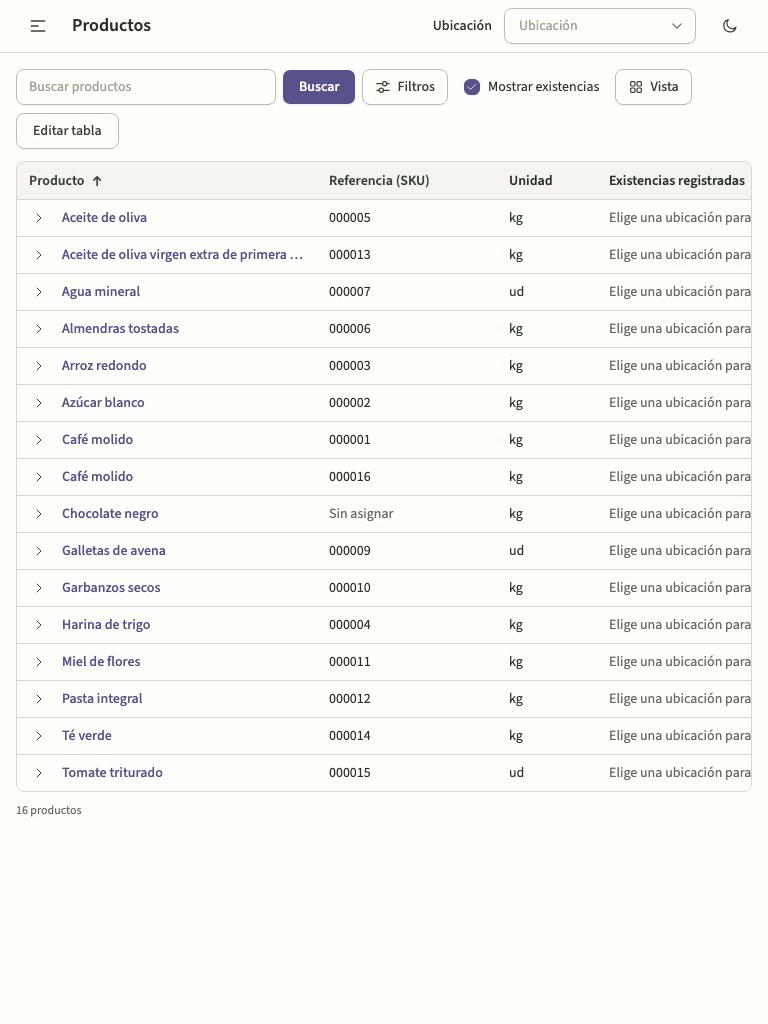 Productos
Ubicación
Ubicación
Buscar productos
Buscar
Filtros
Mostrar existencias
Vista
Editar tabla
Producto Referencia (SKU) Unidad Existencias registradas
Aceite de oliva 000005 kg Elige una ubicación para
Aceite de oliva virgen extra de primera … 000013 kg Elige una ubicación para
Agua mineral 000007 ud Elige una ubicación para
Almendras tostadas 000006 kg Elige una ubicación para
Arroz redondo 000003 kg Elige una ubicación para
Azúcar blanco 000002 kg Elige una ubicación para
Café molido 000001 kg Elige una ubicación para
Café molido 000016 kg Elige una ubicación para
Chocolate negro Sin asignar kg Elige una ubicación para
Galletas de avena 000009 ud Elige una ubicación para
Garbanzos secos 000010 kg Elige una ubicación para
Harina de trigo 000004 kg Elige una ubicación para
Miel de flores 000011 kg Elige una ubicación para
Pasta integral 000012 kg Elige una ubicación para
Té verde 000014 kg Elige una ubicación para
Tomate triturado 000015 ud Elige una ubicación para
16 productos